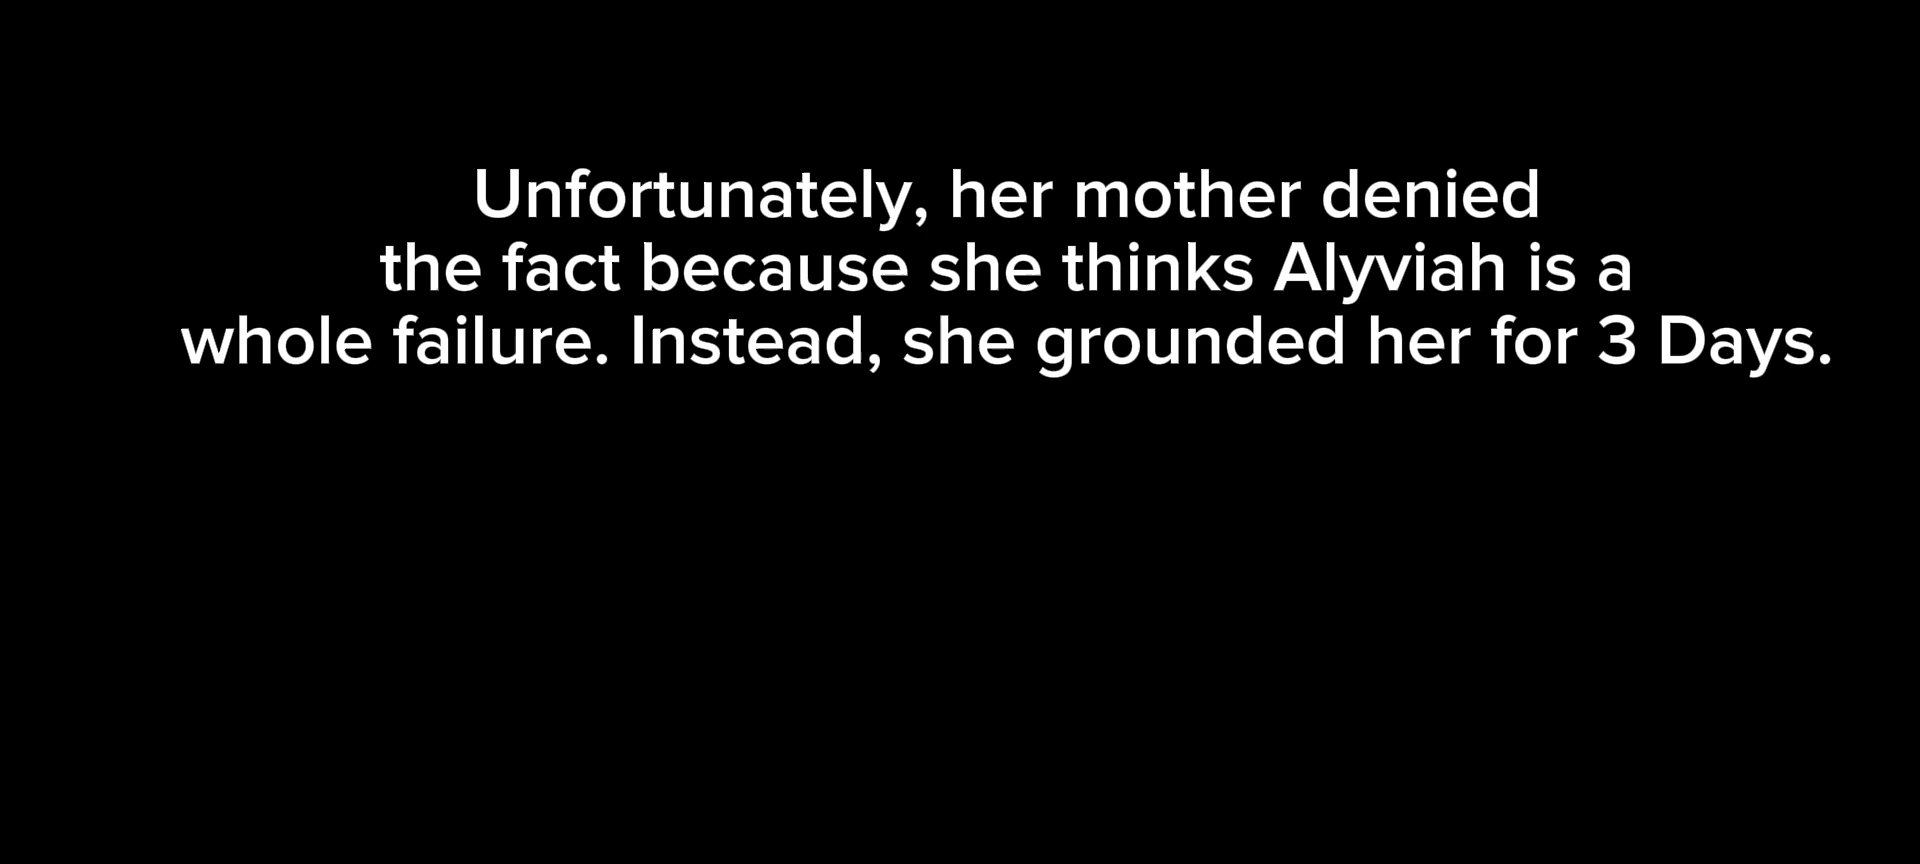 Unfortunately, her mother denied
the fact because she thinks Alyviah is a
whole failure. Instead, she grounded her for 3 Days.